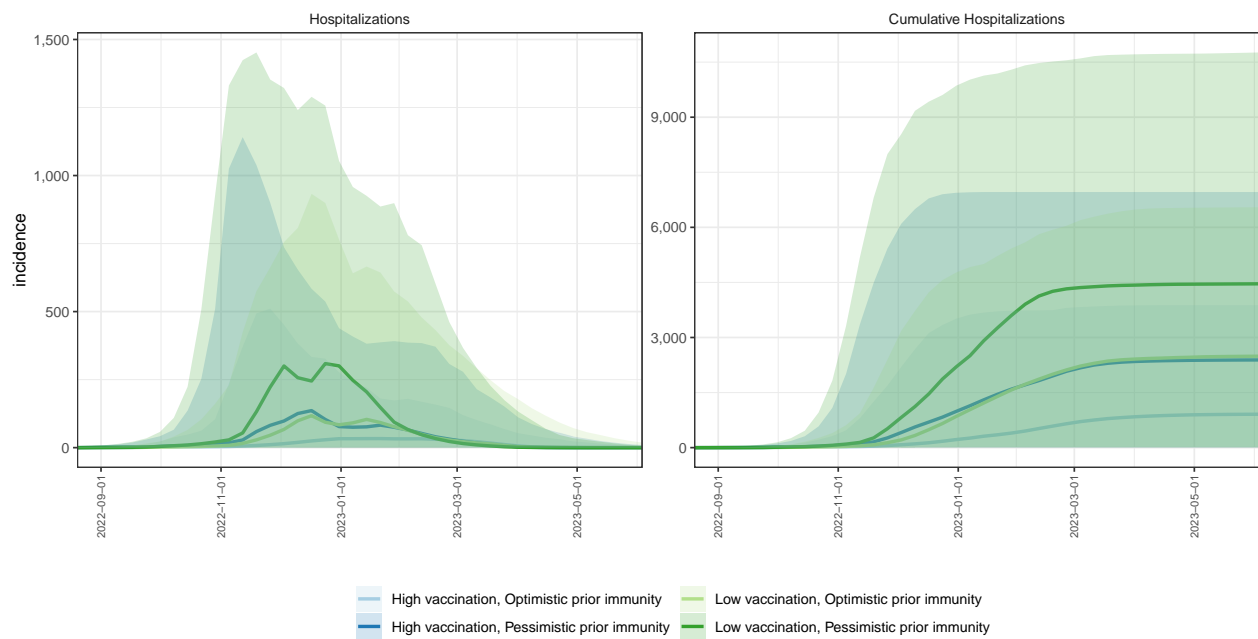 Hospitalizations
Cumulative Hospitalizations
incidence
1,500
1,000
500
0
9,000
6,000
3,000
0
2022−09−01
2022−11−01
2023−01−01
2023−03−01
2023−05−01
2022−09−01
2022−11−01
2023−01−01
2023−03−01
2023−05−01
High vaccination, Optimistic prior immunity
Low vaccination, Optimistic prior immunity
High vaccination, Pessimistic prior immunity
Low vaccination, Pessimistic prior immunity